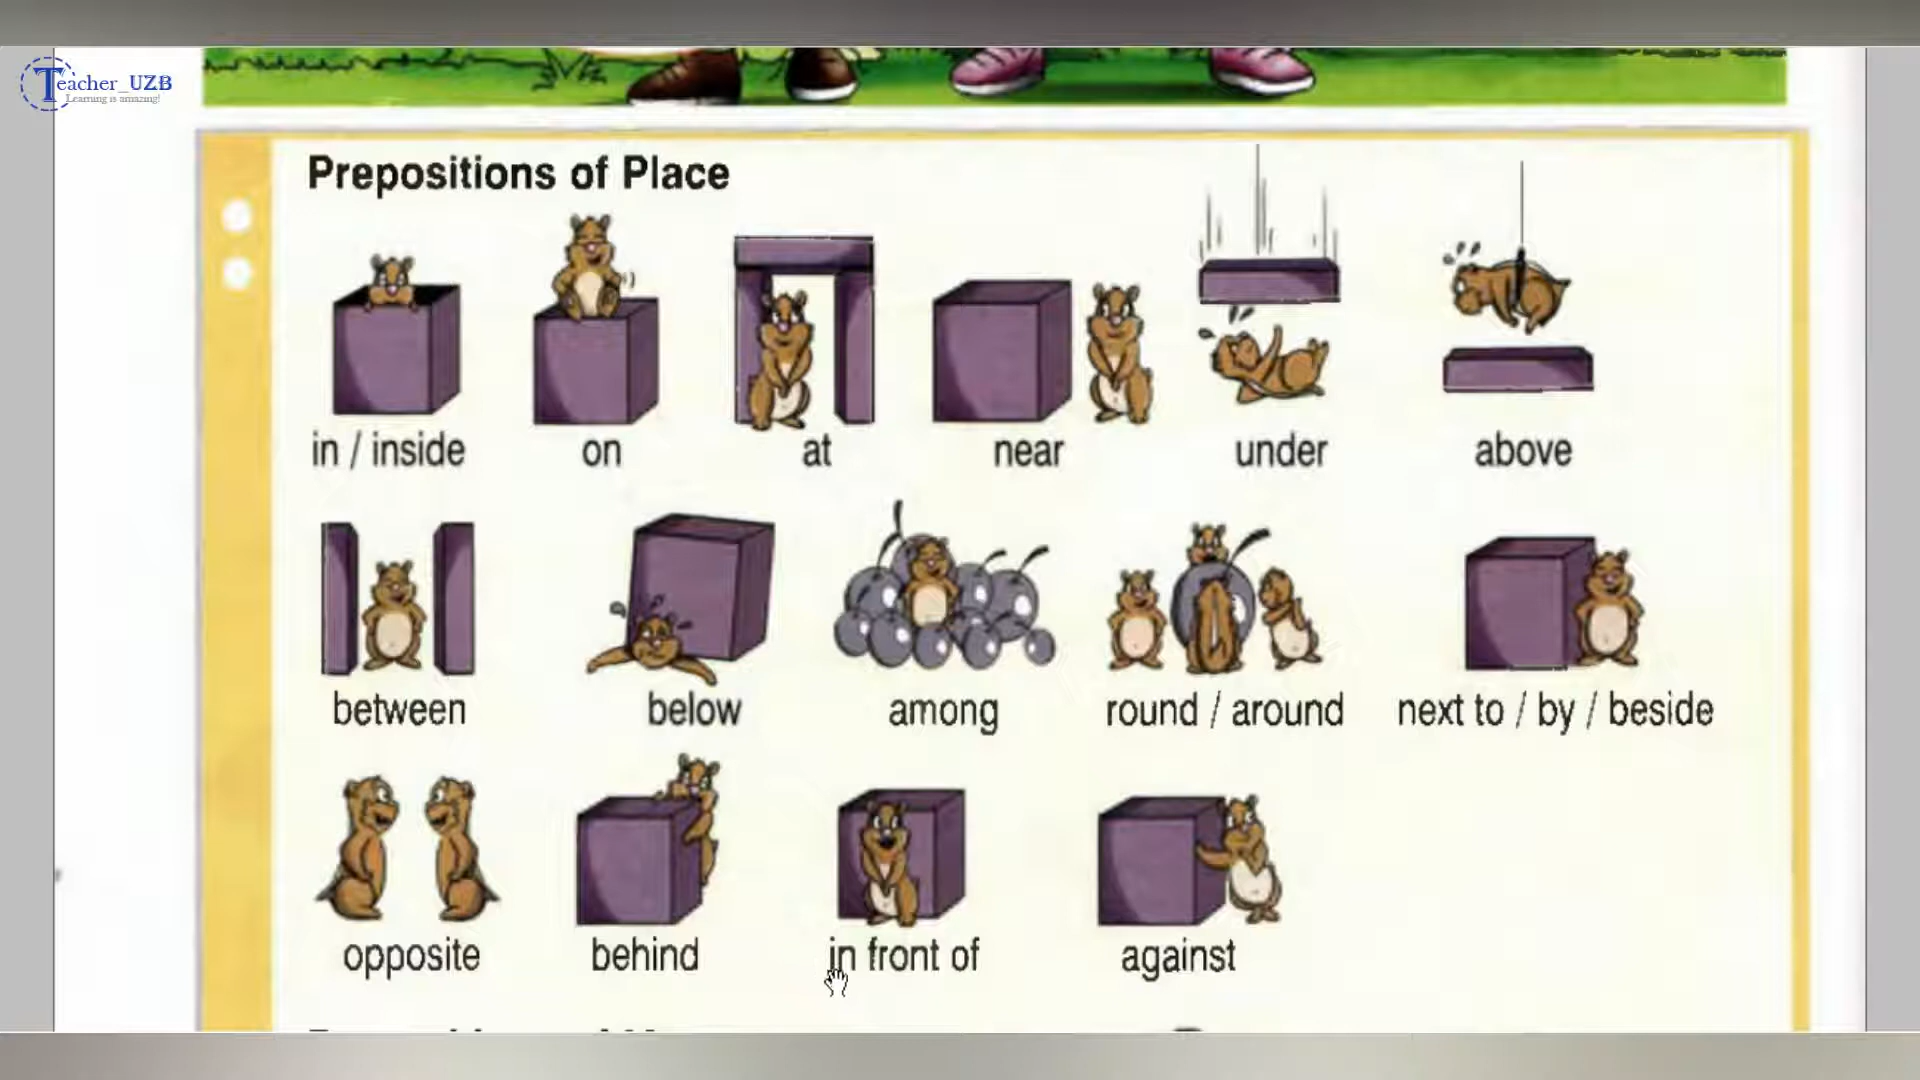 Teacher_UZB
Learning is amazing!
Prepositions of Place
in / inside on at near under above
between below among round / around next to / by / beside
opposite behind in front of against